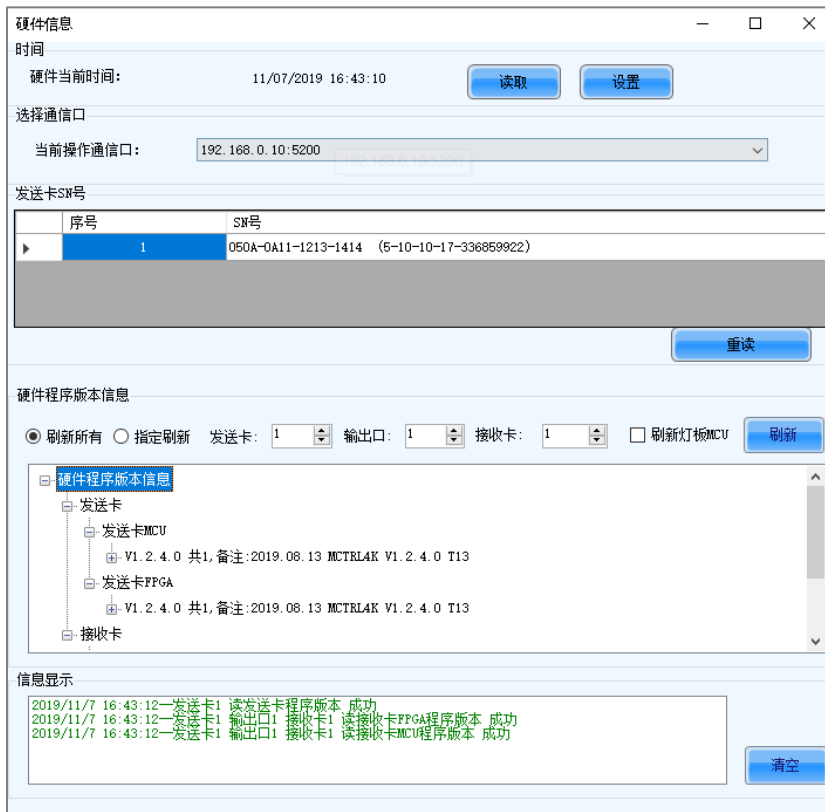 硬件信息
时间
硬件当前时间: 11/07/2019 16:43:10 读取 设置
选择通信口
当前操作通信口: 192.168.0.10:5200
192.168.0.10:5200
发送卡SN号
序号 SN号
1 050A-0A11-1213-1414 (5-10-10-17-336859922)
重读
硬件程序版本信息
刷新所有 指定刷新 发送卡: 1 输出口: 1 接收卡: 1 刷新灯板MCU 刷新
硬件程序版本信息
发送卡
发送卡MCU
V1.2.4.0 共1,备注:2019.08.13 MCTRL4K V1.2.4.0 T13
发送卡FPGA
V1.2.4.0 共1,备注:2019.08.13 MCTRL4K V1.2.4.0 T13
接收卡
信息显示
2019/11/7 16:43:12—发送卡1 读发送卡程序版本 成功
2019/11/7 16:43:12—发送卡1 输出口1 接收卡1 读接收卡FPGA程序版本 成功
2019/11/7 16:43:12—发送卡1 输出口1 接收卡1 读接收卡MCU程序版本 成功
清空